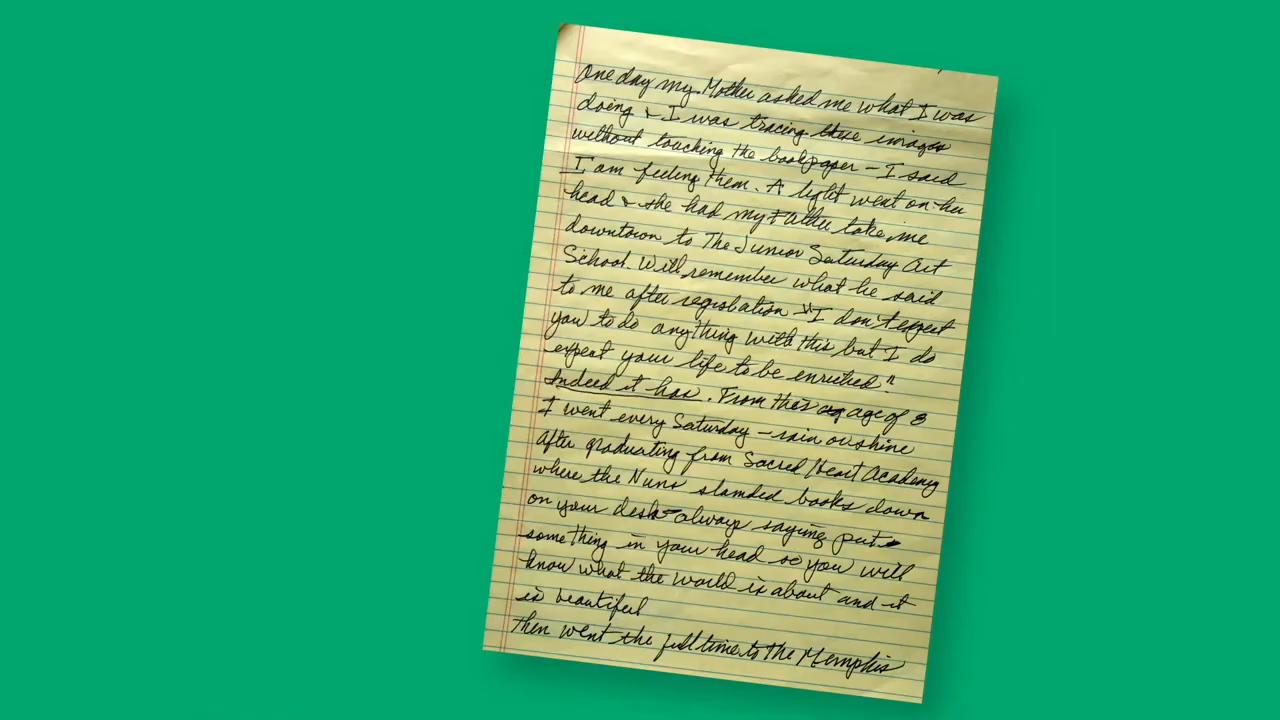 One day my Mother asked me what I was
doing & I was tracing these images
without touching the book paper – I said
I am feeling them. A light went on her
head & she had my Father take me
downtown to The Junior Saturday Art
School. Will remember what he said
to me after registration "I don't expect
you to do anything with this but I do
expect your life to be enriched."
Indeed it has. From the age of 8
I went every Saturday – rain or shine
After graduating from Sacred Heart Academy
where the Nuns slamded books down
on your desk – always saying put
something in your head so you will
know what the world is about and it
is beautiful
then went the full time to the Memphis